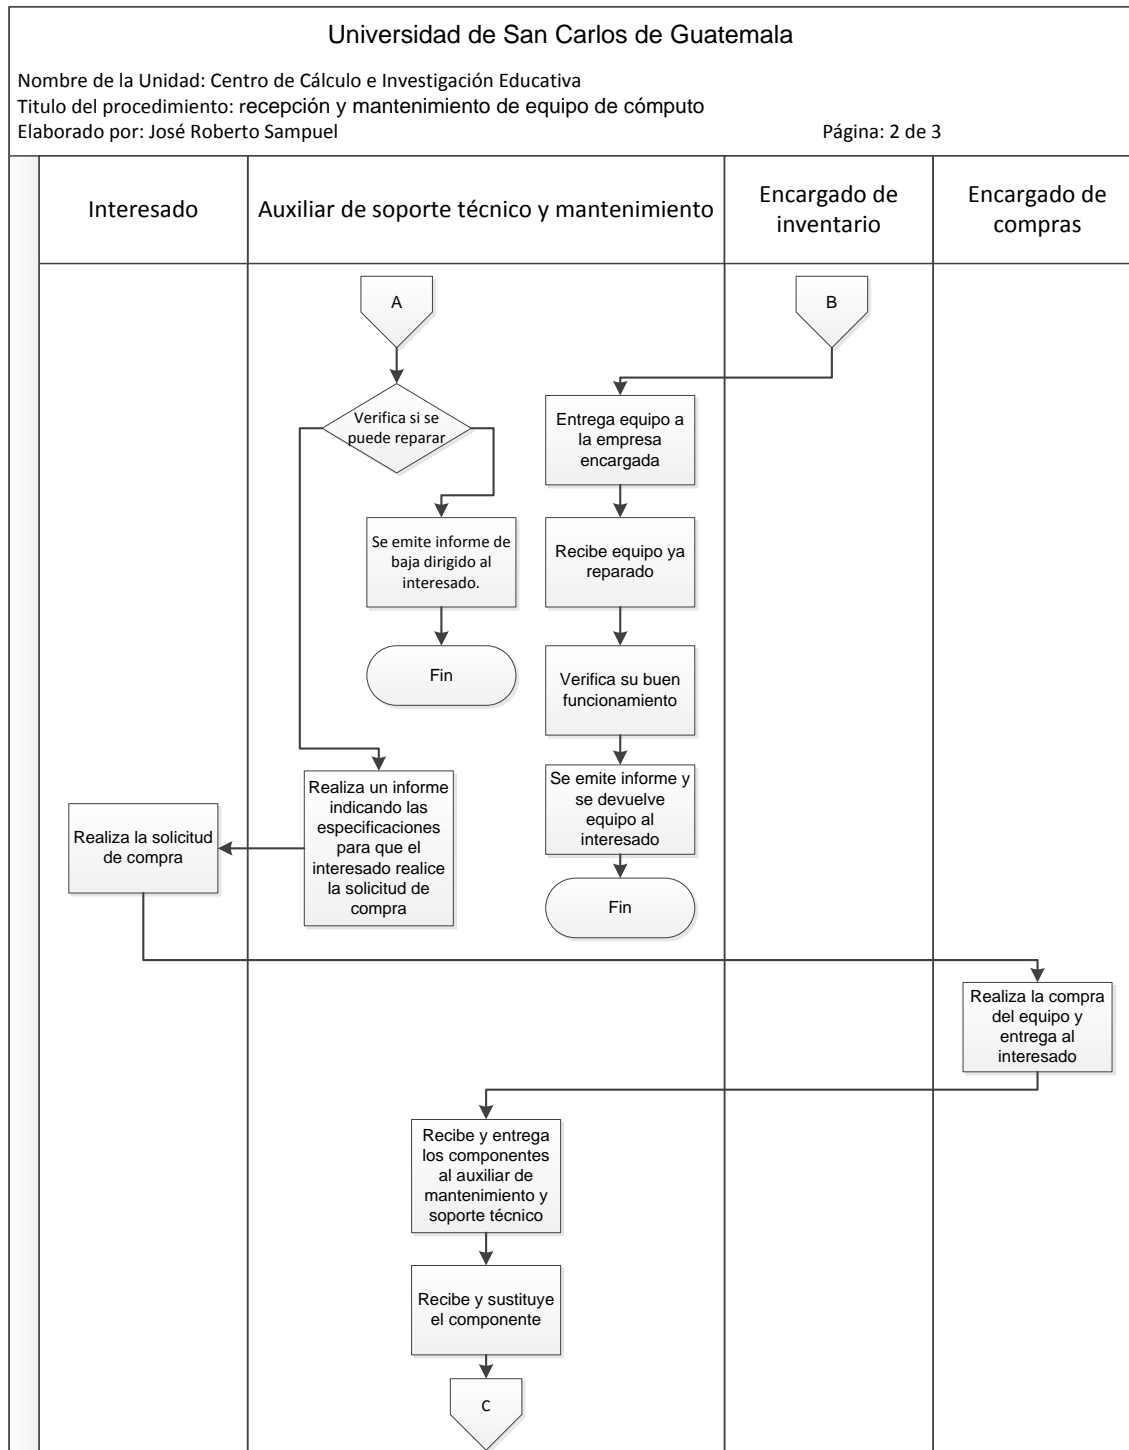 Universidad de San Carlos de Guatemala
Nombre de la Unidad: Centro de Cálculo e Investigación Educativa
Titulo del procedimiento: recepción y mantenimiento de equipo de cómputo
Elaborado por: José Roberto Sampuel
Página: 2 de 3
Interesado
Auxiliar de soporte técnico y mantenimiento
Encargado de
inventario
Encargado de
compras
A
B
Verifica si se
puede reparar
Entrega equipo a
la empresa
encargada
Se emite informe de
baja dirigido al
interesado.
Recibe equipo ya
reparado
Fin
Verifica su buen
funcionamiento
Realiza un informe
indicando las
especificaciones
para que el
interesado realice
la solicitud de
compra
Se emite informe y
se devuelve
equipo al
interesado
Realiza la solicitud
de compra
Fin
Realiza la compra
del equipo y
entrega al
interesado
Recibe y entrega
los componentes
al auxiliar de
mantenimiento y
soporte técnico
Recibe y sustituye
el componente
C